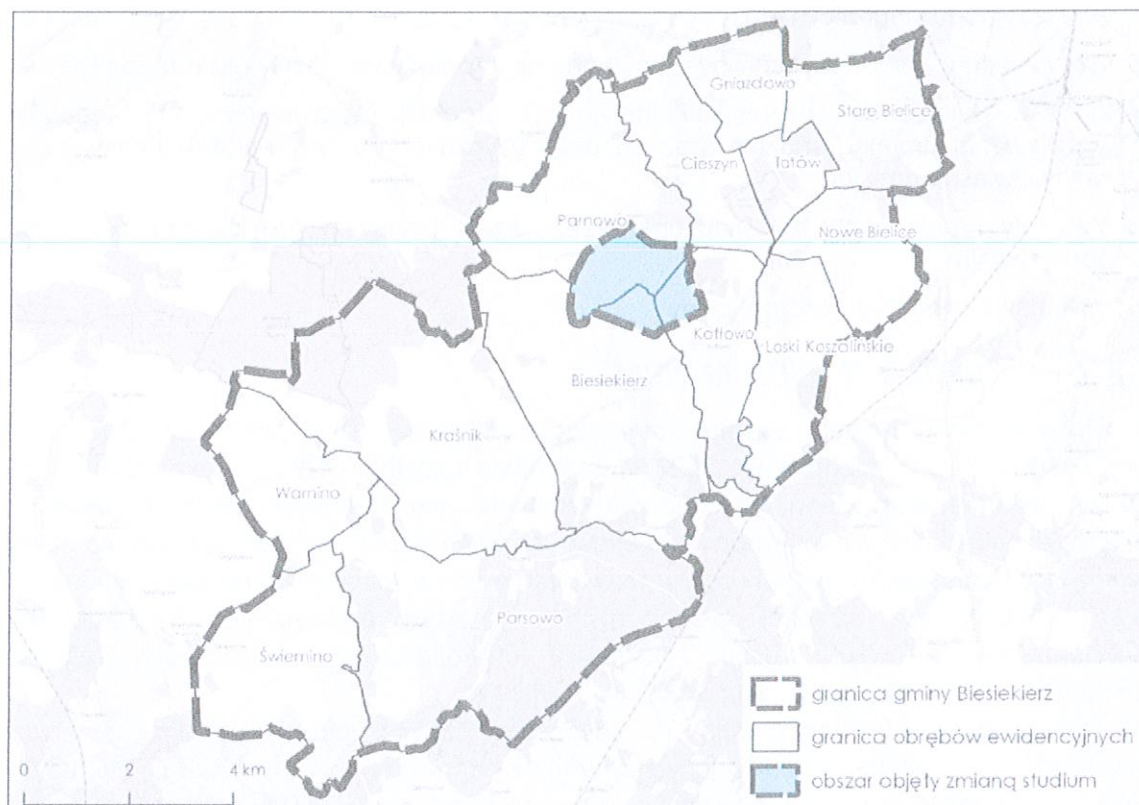 Gniazdowo
Stare Bielice
Cieszyn
Tatów
Parnowo
Nowe Bielice
Kotłowo
Laski Koszalińskie
Biesiekierz
Kraśnik
Warnino
Parsowo
Świemino
granica gminy Biesiekierz
granica obrębów ewidencyjnych
obszar objęty zmianą studium
0 2 4 km